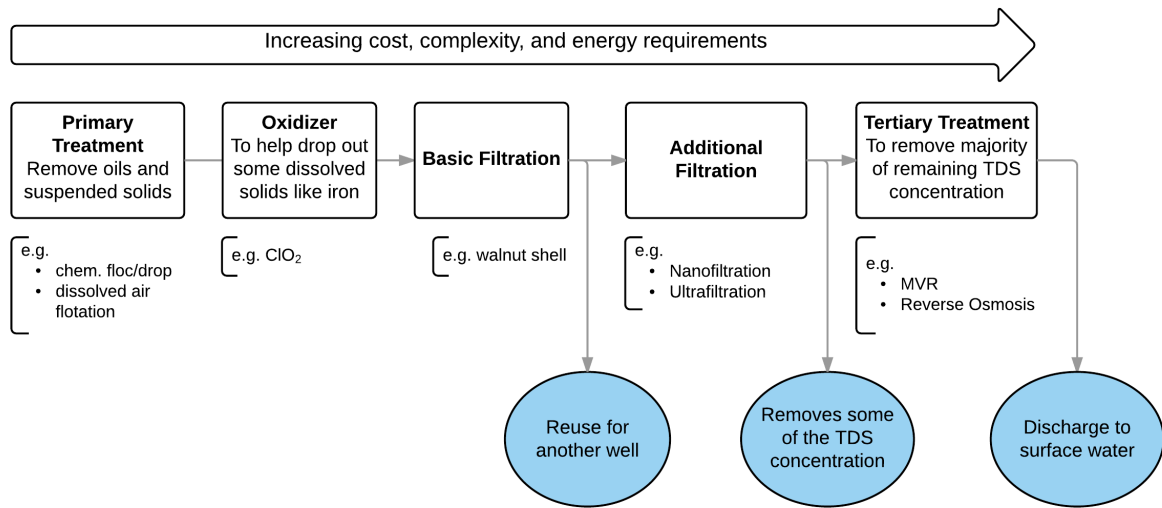 Increasing cost, complexity, and energy requirements
Primary
Treatment
Remove oils and
suspended solids
Oxidizer
To help drop out
some dissolved
solids like iron
Basic Filtration
Additional
Filtration
Tertiary Treatment
To remove majority
of remaining TDS
concentration
e.g.
• chem. floc/drop
• dissolved air
flotation
e.g. ClO₂
e.g. walnut shell
e.g.
• Nanofiltration
• Ultrafiltration
e.g.
• MVR
• Reverse Osmosis
Reuse for
another well
Removes some
of the TDS
concentration
Discharge to
surface water